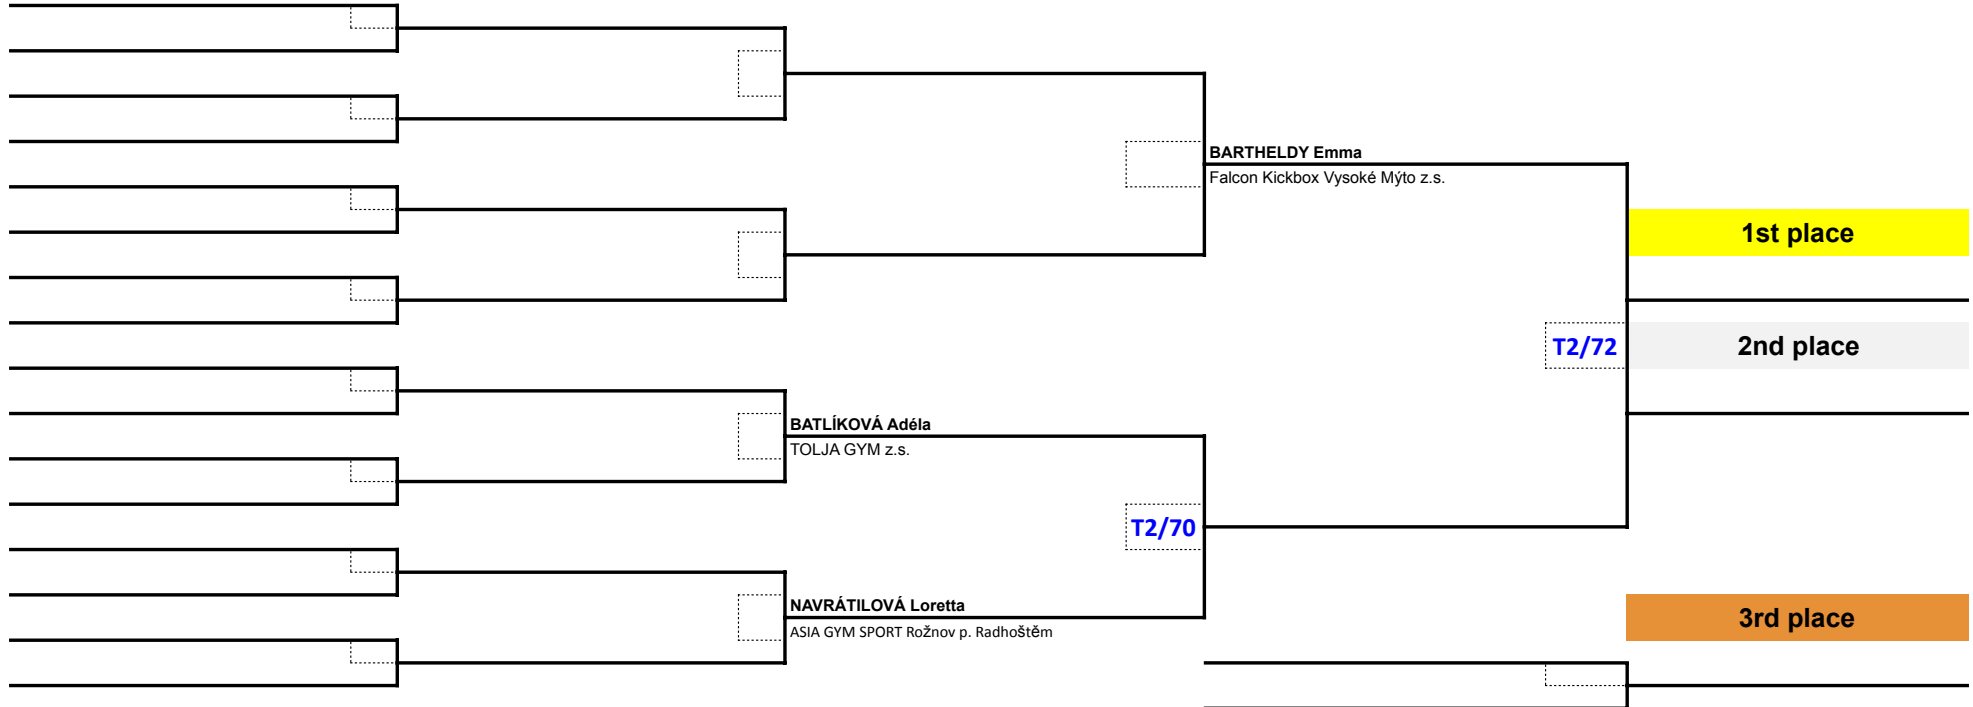 BARTHELDY Emma
Falcon Kickbox Vysoké Mýto z.s.
1st place
T2/72
2nd place
BATLÍKOVÁ Adéla
TOLJA GYM z.s.
T2/70
NAVRÁTILOVÁ Loretta
ASIA GYM SPORT Rožnov p. Radhoštěm
3rd place